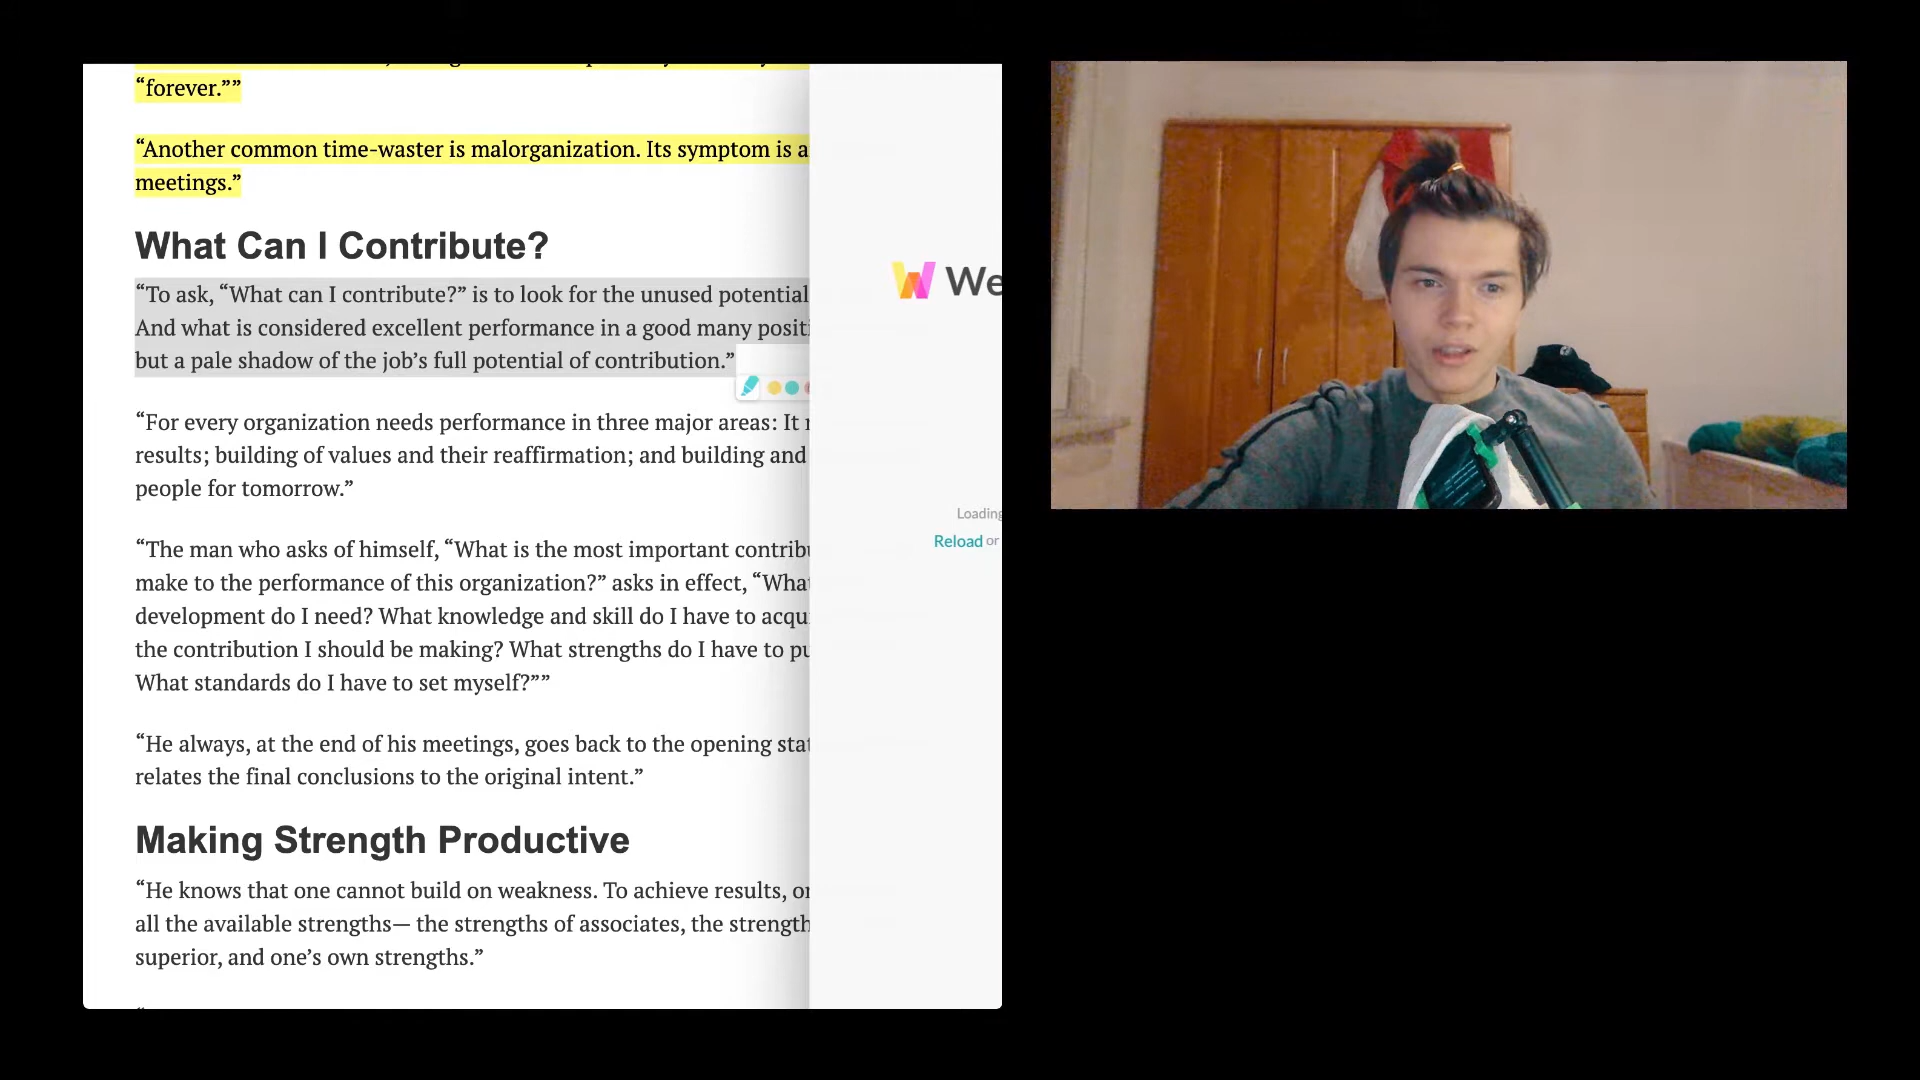 “forever.””
“Another common time-waster is malorganization. Its symptom is a
meetings.”
What Can I Contribute?
“To ask, “What can I contribute?” is to look for the unused potential
And what is considered excellent performance in a good many positi
but a pale shadow of the job’s full potential of contribution.”
“For every organization needs performance in three major areas: It
results; building of values and their reaffirmation; and building and
people for tomorrow.”
“The man who asks of himself, “What is the most important contribu
make to the performance of this organization?” asks in effect, “What
development do I need? What knowledge and skill do I have to acqu
the contribution I should be making? What strengths do I have to pu
What standards do I have to set myself?””
“He always, at the end of his meetings, goes back to the opening stat
relates the final conclusions to the original intent.”
Making Strength Productive
“He knows that one cannot build on weakness. To achieve results, on
all the available strengths— the strengths of associates, the strength
superior, and one’s own strengths.”
We
Loading
Reload or